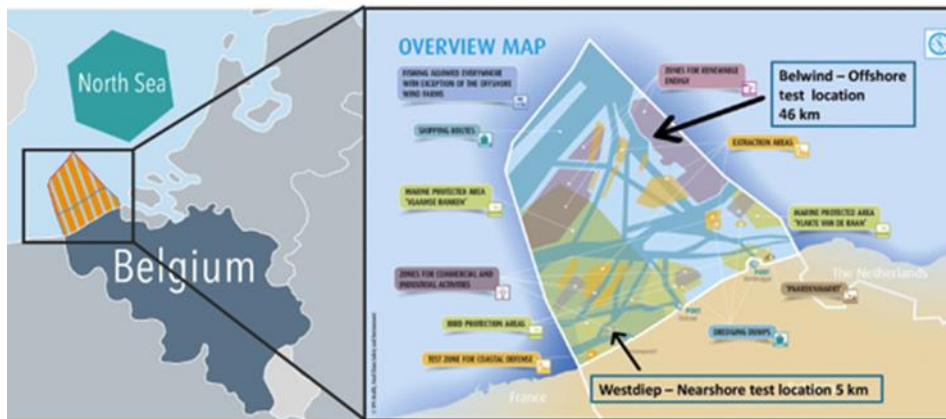 North Sea
Belgium
OVERVIEW MAP
FISHING ALLOWED EVERYWHERE
WITH EXCEPTION OF THE OFFSHORE
WIND FARMS
ZONES FOR RENEWABLE
ENERGY
Belwind – Offshore
test location
46 km
SHIPPING ROUTES
EXTRACTION AREAS
MARINE PROTECTED AREA
"VLAAMSE BANKEN"
MARINE PROTECTED AREA
"VLAKTE VAN DE RAAN"
The Netherlands
ZONES FOR COMMERCIAL AND
INDUSTRIAL ACTIVITIES
PORT
"PAARDENMARKT"
BIRD PROTECTION AREAS
PORT
DREDGING DUMPS
TEST ZONE FOR COASTAL DEFENSE
Westdiep – Nearshore test location 5 km
France